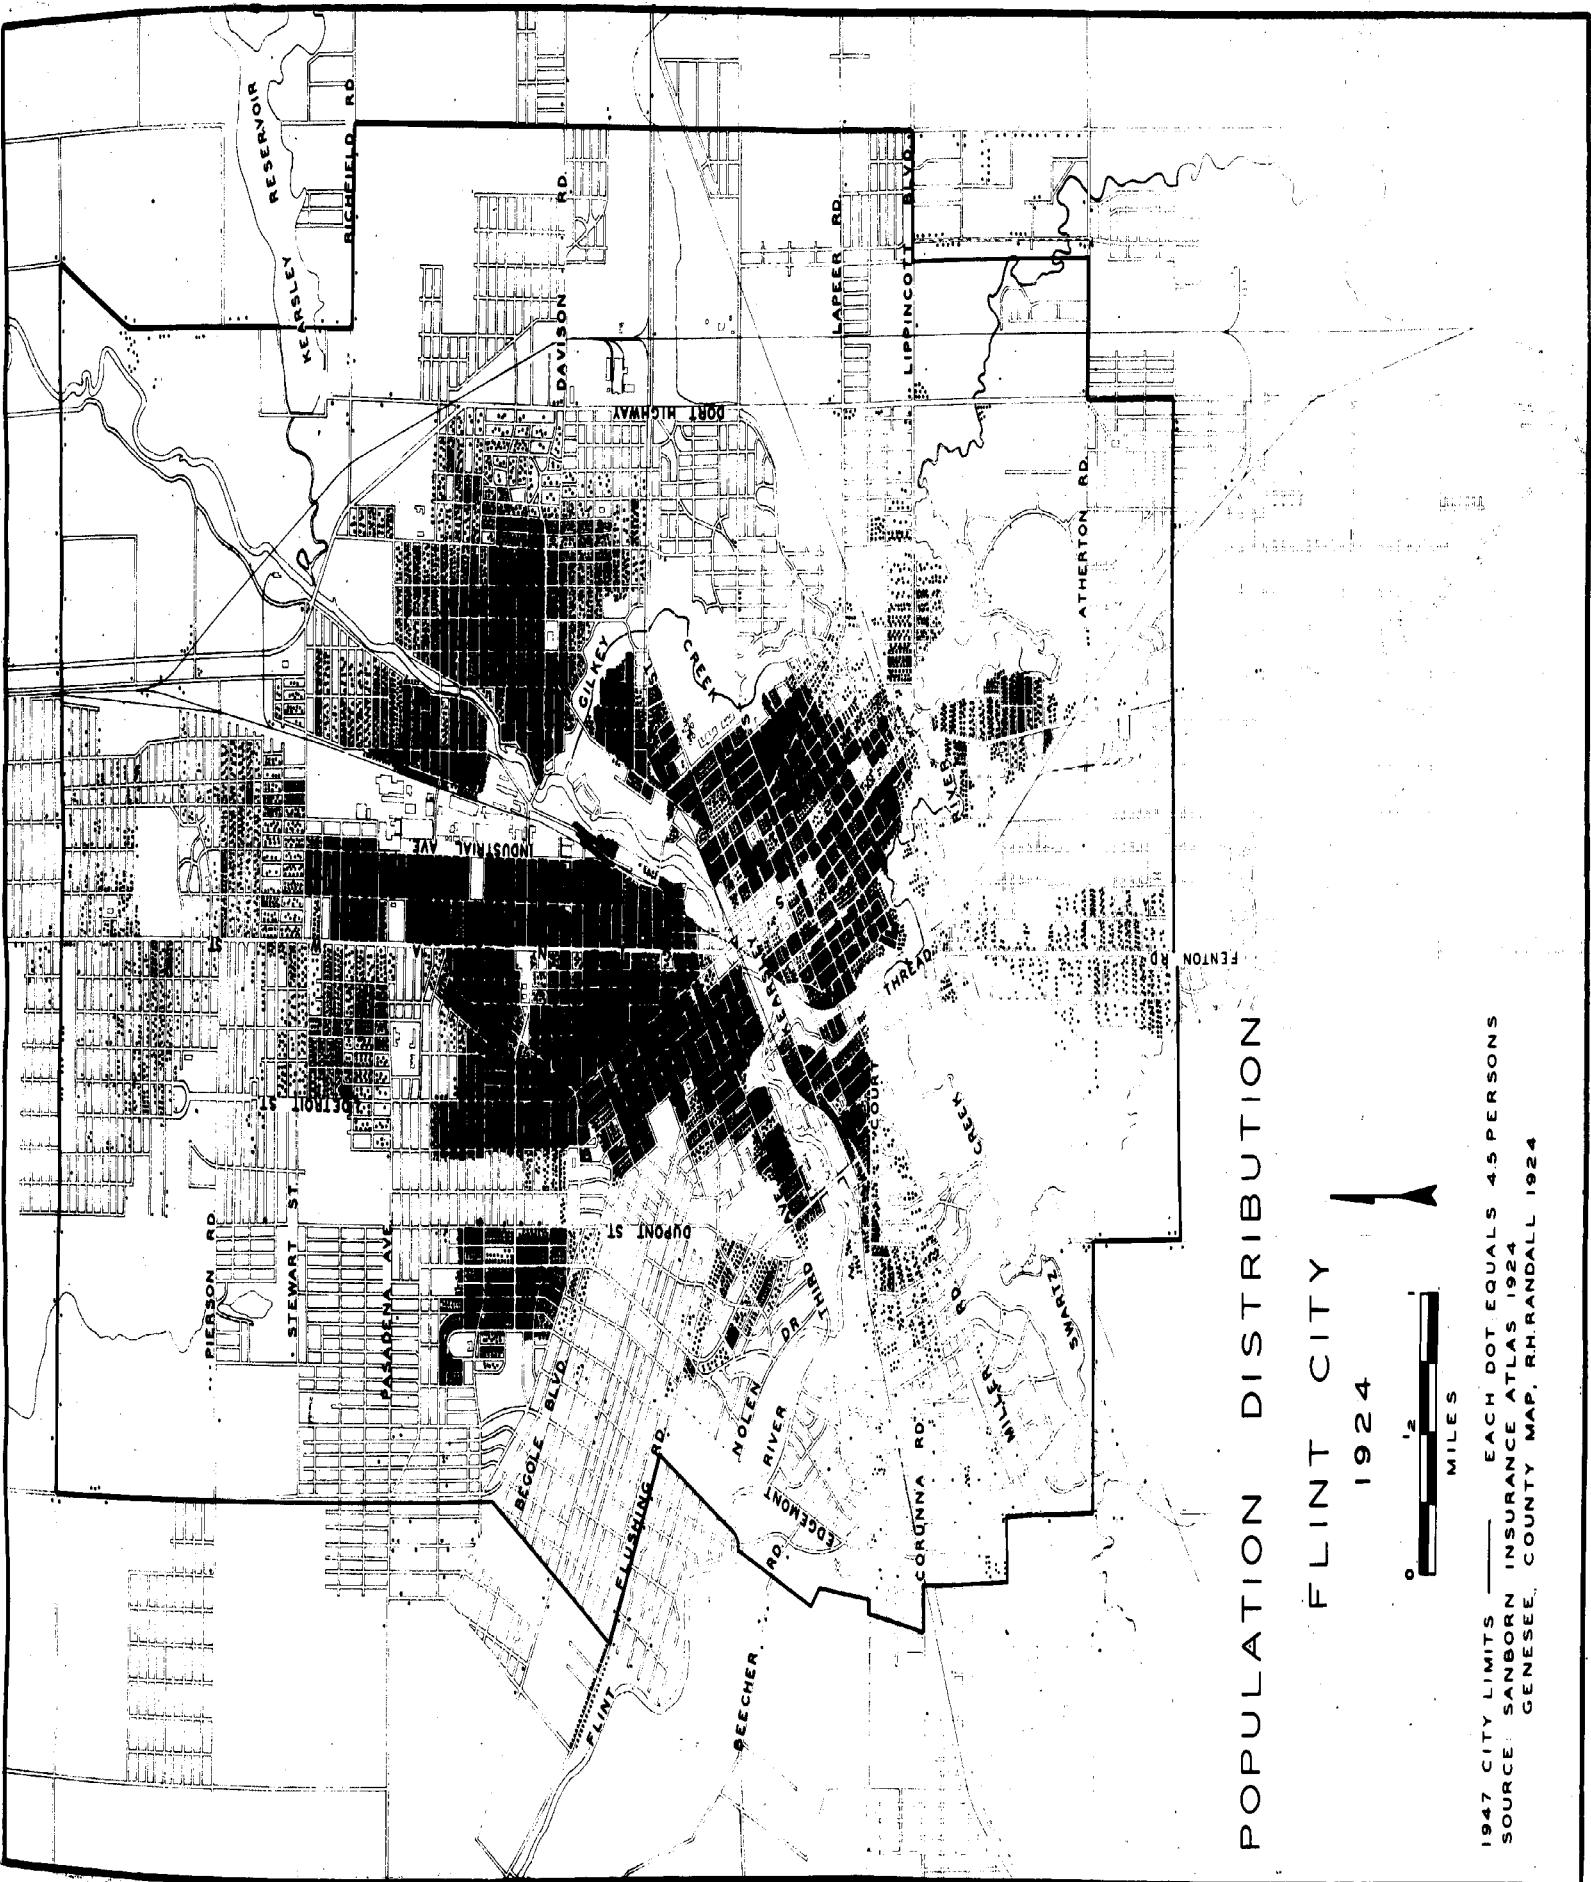 POPULATION DISTRIBUTION
FLINT CITY
1924
0 ½ 1
MILES
1947 CITY LIMITS EACH DOT EQUALS 4.5 PERSONS
SOURCE: SANBORN INSURANCE ATLAS 1924
GENESEE COUNTY MAP, R.H. RANDALL 1924
KEARSLEY RESERVOIR
RICHFIELD RD
DAVISON RD.
LAPEER RD.
LIPPINCOTT BLVD.
DORT HIGHWAY
ATHERTON RD.
GILKEY CREEK
ST
INDUSTRIAL AVE
S A G I N A W ST
KEARSLEY
THREAD RIVER
FENTON RD
COURT
CREEK
SWARTZ
DETROIT ST
PIERSON RD.
STEWART ST.
PASADENA AVE
DUPONT ST
THIRD AVE
NOLEN DR
MILLER RD
BEGOLE BLVD.
FLUSHING RD.
FLINT RIVER
EDGEMONT
CORUNNA RD.
BEECHER RD.